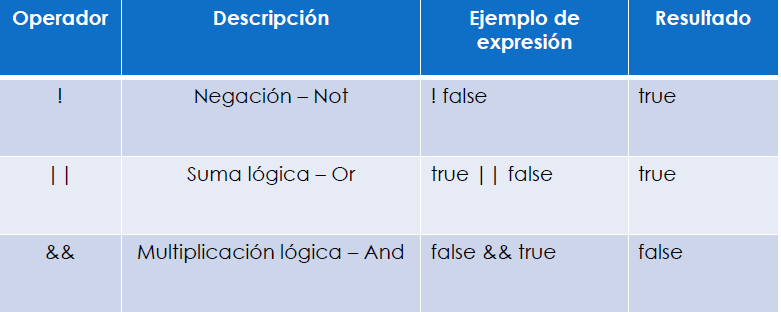 Operador Descripción Ejemplo de expresión Resultado
! Negación – Not ! false true
|| Suma lógica – Or true || false true
&& Multiplicación lógica – And false && true false